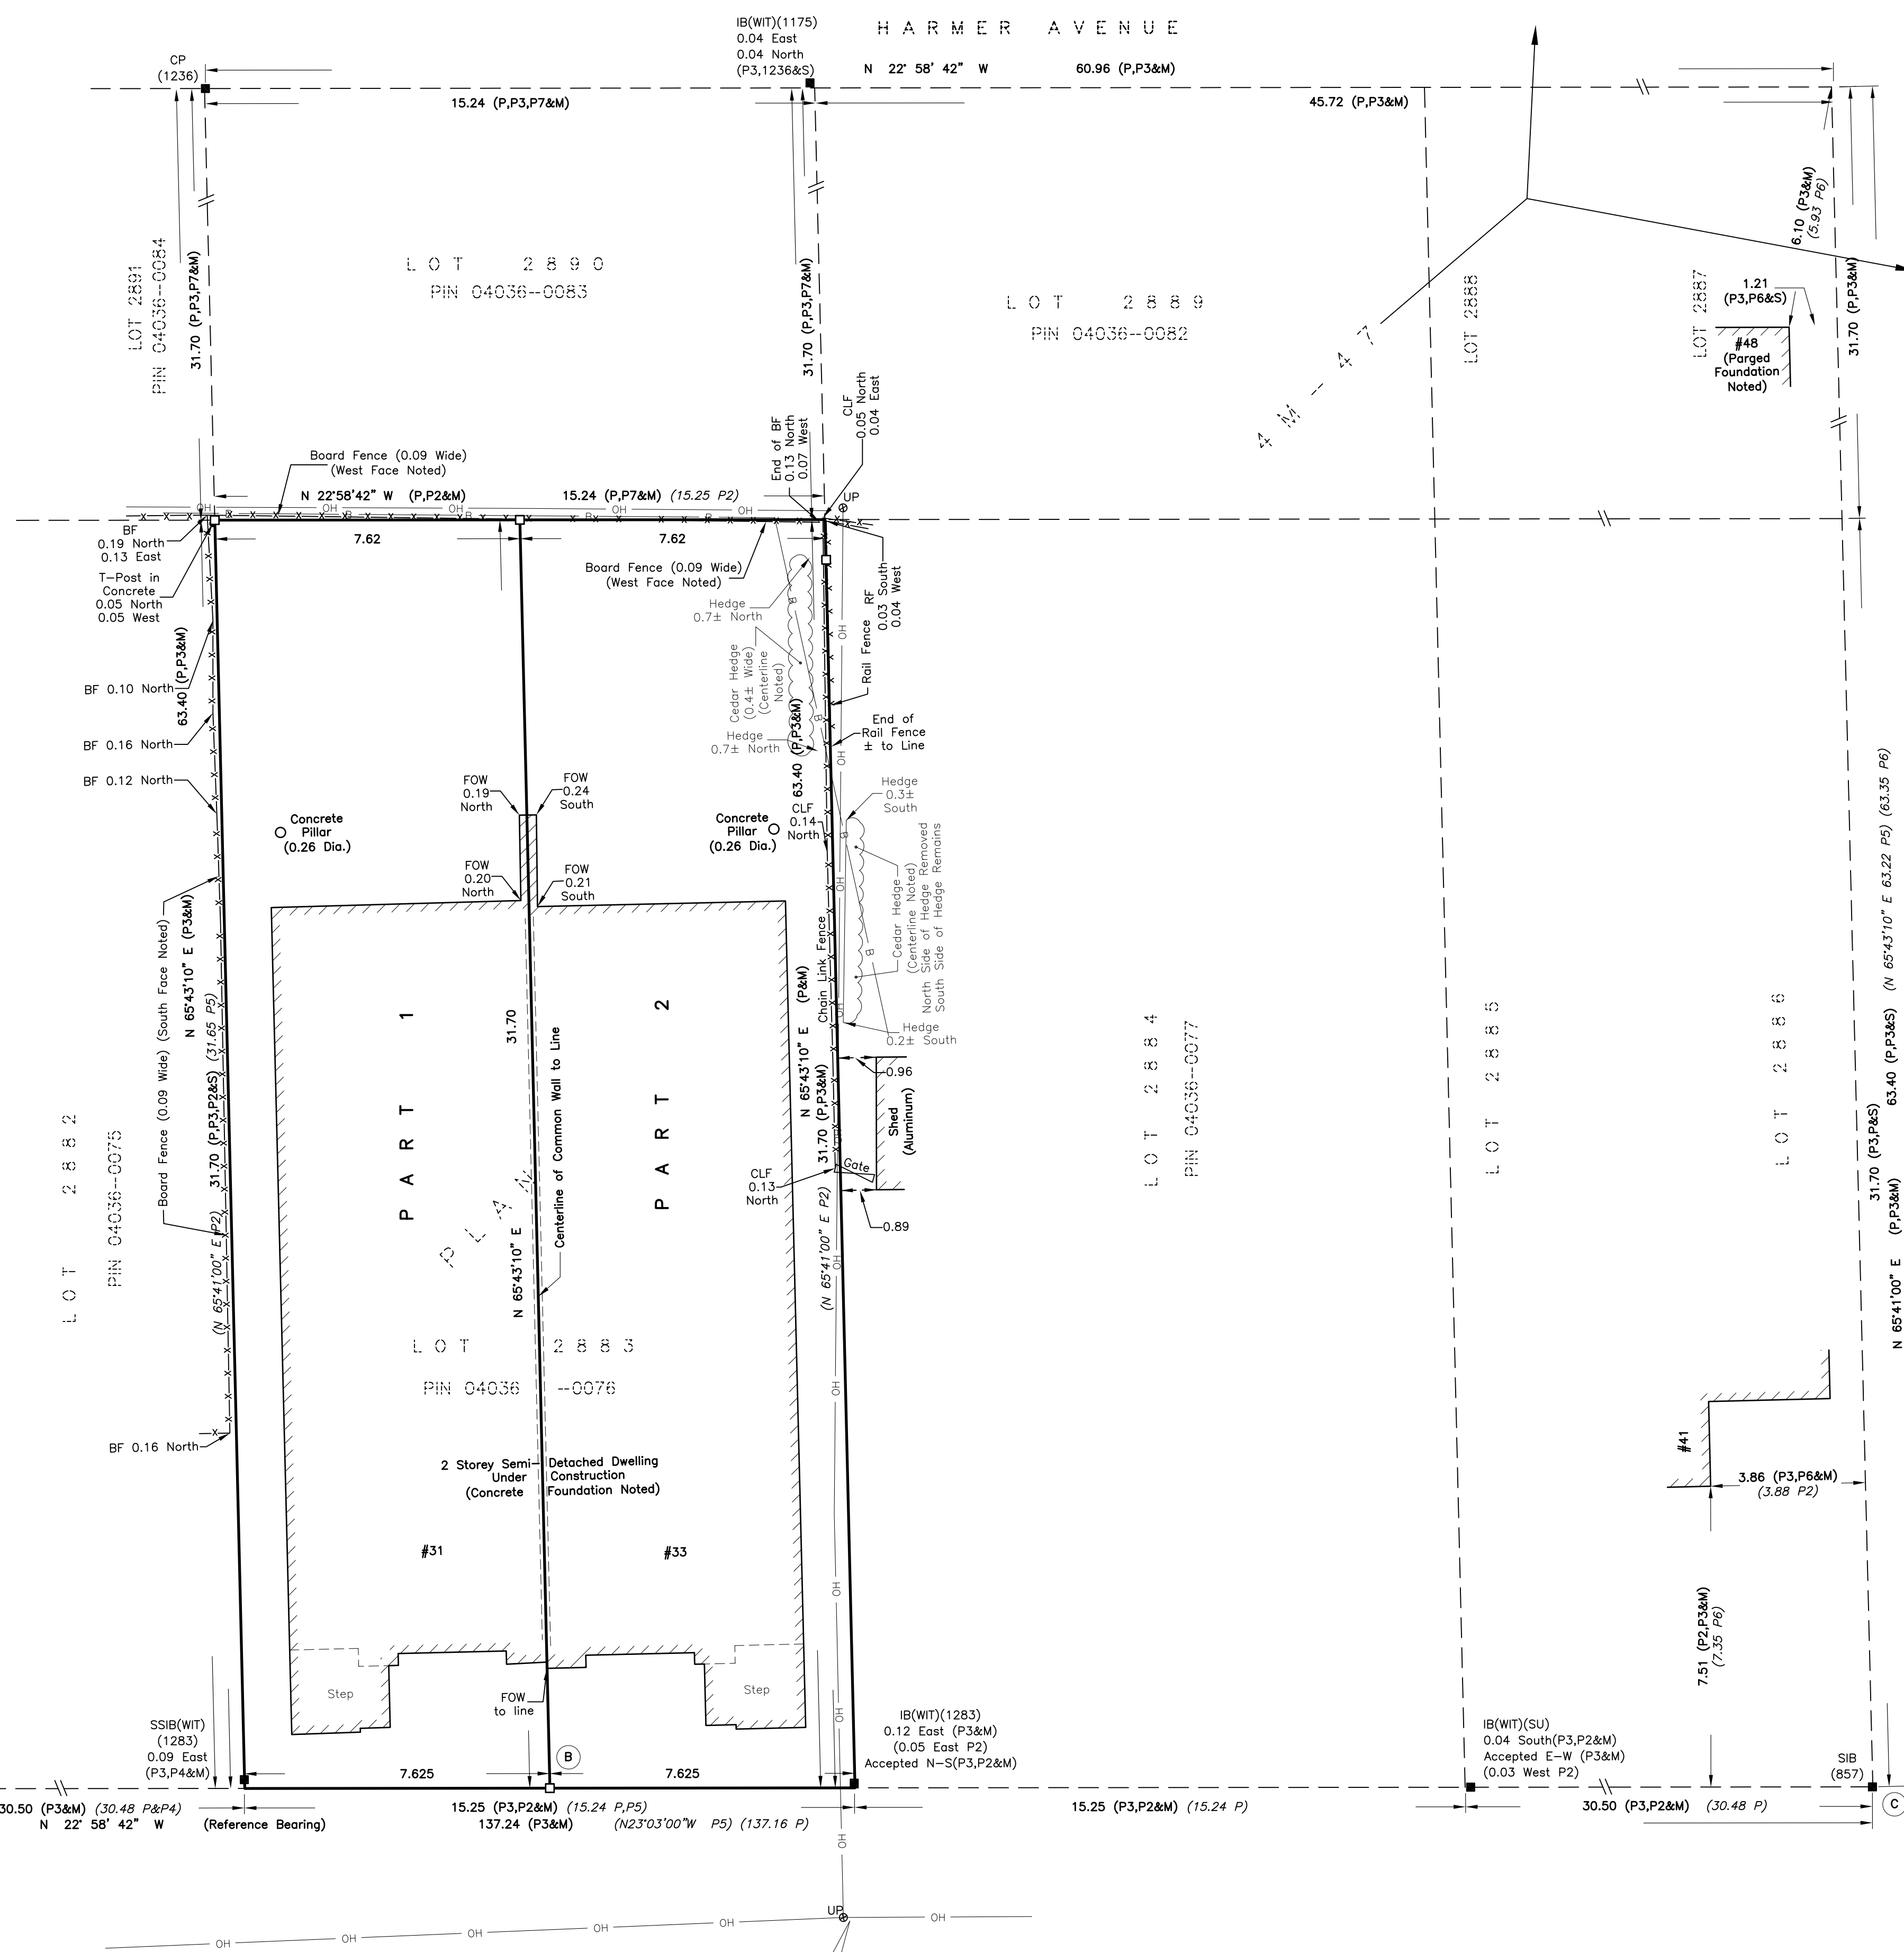 IB(WIT)(1175)
0.04 East
0.04 North
(P3,1236&S)
HARMER AVENUE
CP
(1236)
N 22° 58' 42" W
60.96 (P,P3&M)
15.24 (P,P3,P7&M)
45.72 (P,P3&M)
LOT 2891
PIN 04036-0084
31.70 (P,P3,P7&M)
LOT 2890
PIN 04036-0083
31.70 (P,P3,P7&M)
LOT 2889
PIN 04036-0082
4M-47
LOT 2888
LOT 2887
6.10 (P3&M)
(5.93 P6)
1.21
(P3,P6&S)
#48
(Parged
Foundation
Noted)
31.70 (P,P3&M)
Board Fence (0.09 Wide)
(West Face Noted)
N 22°58'42" W (P,P2&M)
15.24 (P,P7&M) (15.25 P2)
End of BF
0.13 North
0.07 West
CLF
0.05 North
0.04 East
UP
OH
OH
OH
OH
B
B
B
B
BF
0.19 North
0.13 East
7.62
7.62
T-Post in
Concrete
0.05 North
0.05 West
Board Fence (0.09 Wide)
(West Face Noted)
RF
0.03 South
0.04 West
Hedge
0.7± North
Cedar Hedge
(0.4± Wide)
(Centerline
Noted)
Rail Fence
63.40 (P,P3&M)
BF 0.10 North
BF 0.16 North
BF 0.12 North
Hedge
0.7± North
63.40 (P,P3&M)
End of
Rail Fence
± to Line
FOW
0.19
North
FOW
0.24
South
Hedge
0.3±
South
CLF
0.14
North
Concrete
Pillar
(0.26 Dia.)
Concrete
Pillar
(0.26 Dia.)
FOW
0.20
North
FOW
0.21
South
Cedar Hedge
(Centerline Noted)
North Side of Hedge Removed
South Side of Hedge Remains
Chain Link Fence
Board Fence (0.09 Wide) (South Face Noted)
N 65°43'10" E (P3&M)
31.70 (P,P3,P2&S) (31.65 P5)
(N 65°41'00" E P2)
PART 1
31.70
N 65°43'10" E
Centerline of Common Wall to Line
PART 2
N 65°43'10" E (P&M)
31.70 (P,P3&M)
(N 65°41'00" E P2)
Hedge
0.2± South
0.96
Shed
(Aluminum)
Gate
CLF
0.13
North
0.89
PLAN
LOT 2882
PIN 04036-0075
LOT 2884
PIN 04036-0077
LOT 2885
LOT 2886
31.70 (P3,P&S)
63.40 (P,P3&S) (N 65°43'10" E 63.22 P5) (63.35 P6)
N 65°41'00" E (P,P3&M)
LOT 2883
PIN 04036-0076
BF 0.16 North
2 Storey Semi-Detached Dwelling
Under Construction
(Concrete Foundation Noted)
#31
#33
#41
3.86 (P3,P6&M)
(3.88 P2)
7.51 (P2,P3&M)
(7.35 P6)
Step
Step
FOW
to line
SSIB(WIT)
(1283)
0.09 East
(P3,P4&M)
B
IB(WIT)(1283)
0.12 East (P3&M)
(0.05 East P2)
Accepted N-S(P3,P2&M)
IB(WIT)(SU)
0.04 South(P3,P2&M)
Accepted E-W (P3&M)
(0.03 West P2)
SIB
(857)
7.625
7.625
30.50 (P3&M) (30.48 P&P4)
15.25 (P3,P2&M) (15.24 P,P5)
15.25 (P3,P2&M) (15.24 P)
30.50 (P3,P2&M) (30.48 P)
C
N 22° 58' 42" W (Reference Bearing)
137.24 (P3&M) (N23°03'00"W P5) (137.16 P)
UP
OH
OH
OH
OH
OH
OH